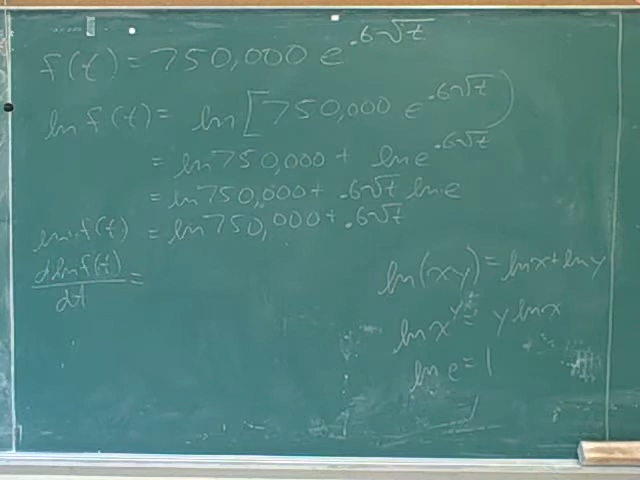 f(t) = 750,000 e^.6√t
ln f(t) = ln[750,000 e^.6√t)
= ln 750,000 + ln e^.6√t
= ln 750,000 + .6√t ln e
ln f(t) = ln 750,000 + .6√t
d ln f(t)/dt =
ln(xy) = ln x + ln y
ln x^y = y ln x
ln e = 1